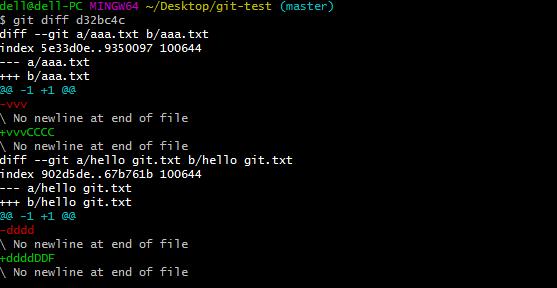 dell@dell-PC MINGW64 ~/Desktop/git-test (master)
$ git diff d32bc4c
diff --git a/aaa.txt b/aaa.txt
index 5e33d0e..9350097 100644
--- a/aaa.txt
+++ b/aaa.txt
@@ -1 +1 @@
-vvv
\ No newline at end of file
+vvvCCCC
\ No newline at end of file
diff --git a/hello git.txt b/hello git.txt
index 902d5de..67b761b 100644
--- a/hello git.txt
+++ b/hello git.txt
@@ -1 +1 @@
-dddd
\ No newline at end of file
+ddddDDF
\ No newline at end of file